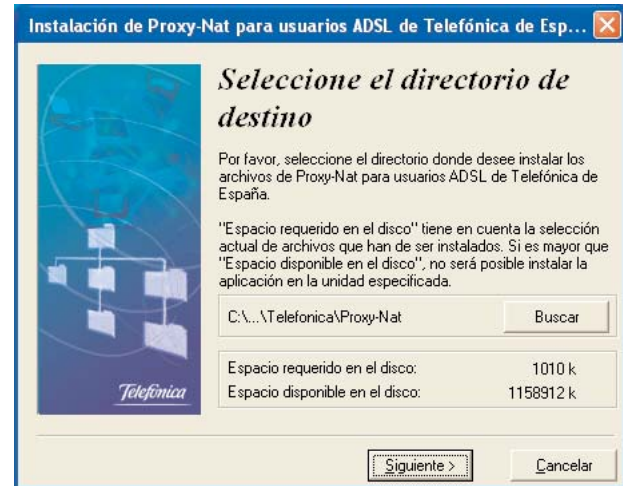 Instalación de Proxy-Nat para usuarios ADSL de Telefónica de Esp...
Seleccione el directorio de
destino
Por favor, seleccione el directorio donde desee instalar los
archivos de Proxy-Nat para usuarios ADSL de Telefónica de
España.
"Espacio requerido en el disco" tiene en cuenta la selección
actual de archivos que han de ser instalados. Si es mayor que
"Espacio disponible en el disco", no será posible instalar la
aplicación en la unidad especificada.
C:\...\Telefonica\Proxy-Nat Buscar
Espacio requerido en el disco: 1010 k
Espacio disponible en el disco: 1158912 k
Telefónica
Siguiente > Cancelar